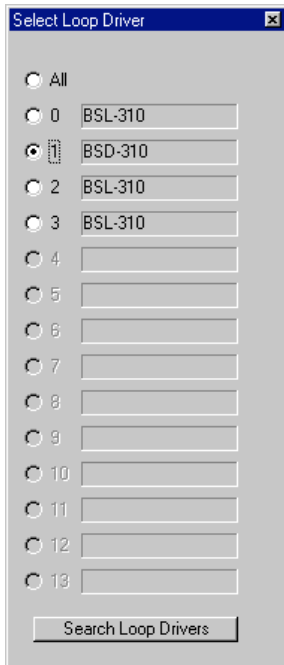 Select Loop Driver
All
0 BSL-310
1 BSD-310
2 BSL-310
3 BSL-310
4
5
6
7
8
9
10
11
12
13
Search Loop Drivers